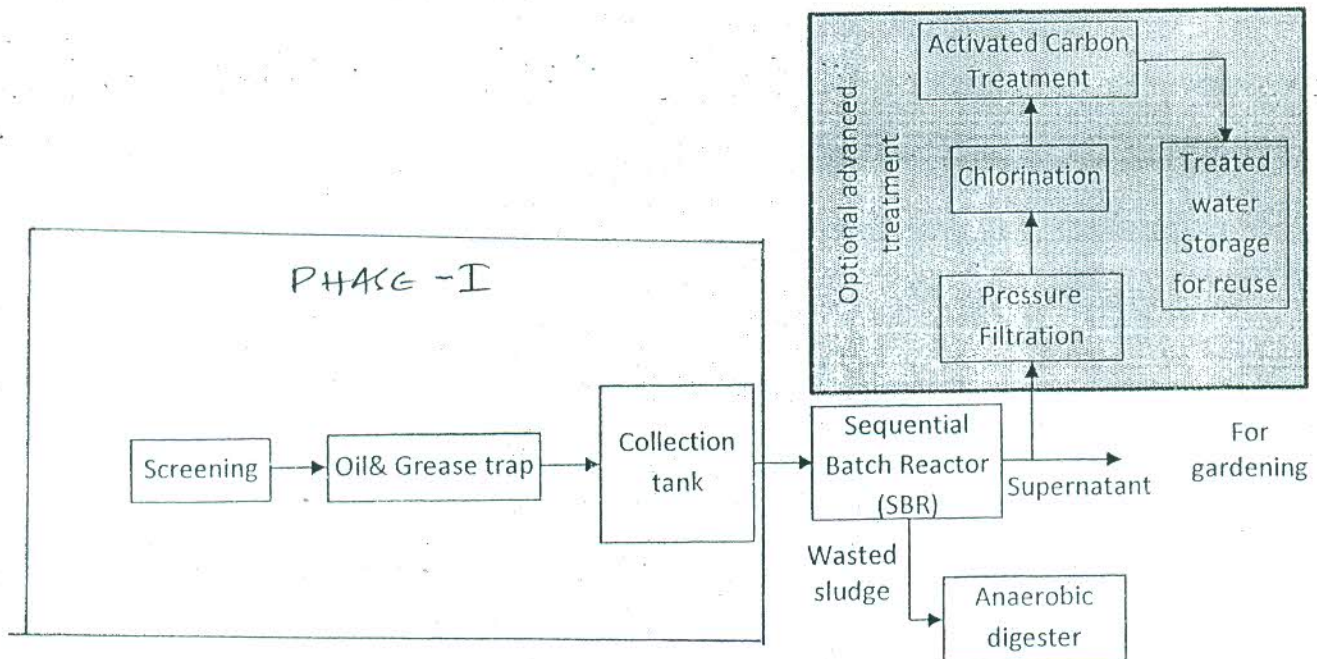 PHASE-I
Screening
Oil& Grease trap
Collection
tank
Sequential
Batch Reactor
(SBR)
Supernatant
For
gardening
Wasted
sludge
Anaerobic
digester
Optional advanced
treatment
Pressure
Filtration
Chlorination
Activated Carbon
Treatment
Treated
water
Storage
for reuse